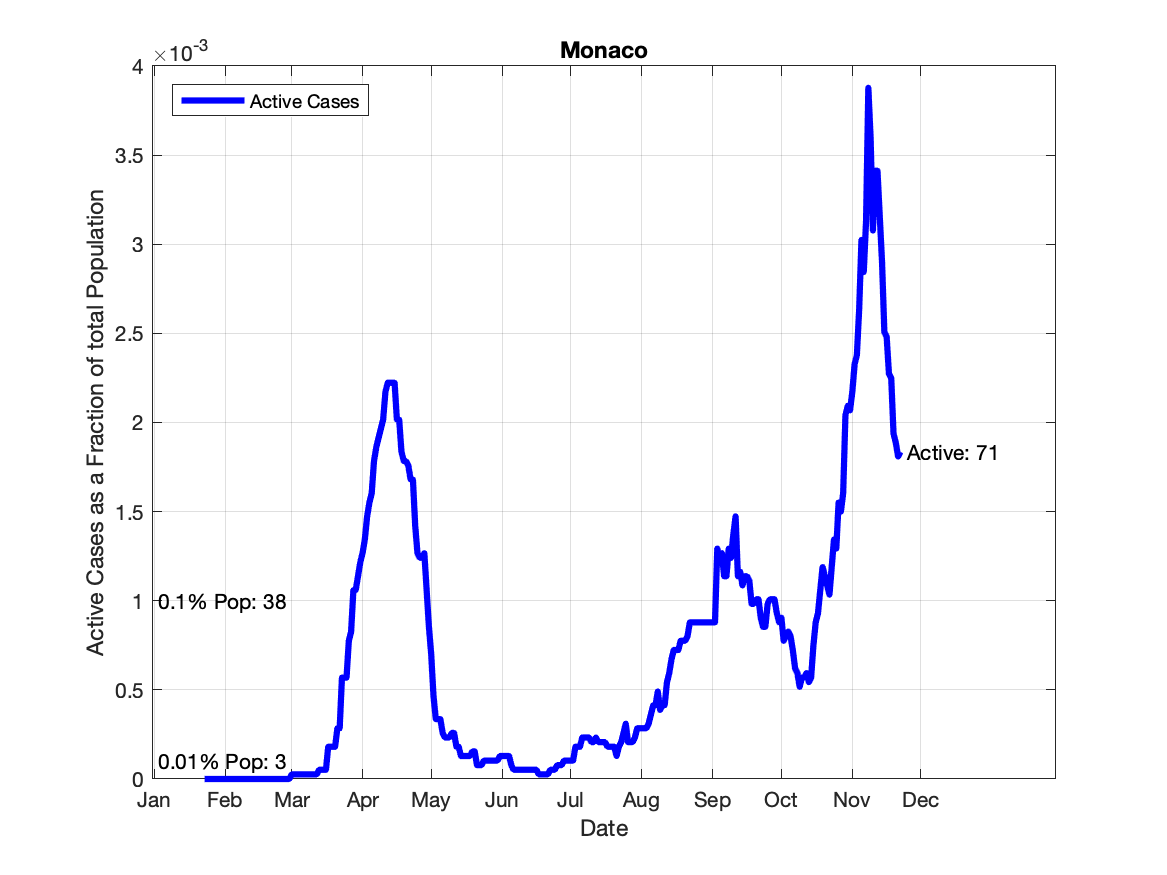 Monaco
×10-3
Active Cases
4
3.5
3
2.5
2
1.5
1
0.5
0
Active Cases as a Fraction of total Population
0.1% Pop: 38
0.01% Pop: 3
Active: 71
Jan Feb Mar Apr May Jun Jul Aug Sep Oct Nov Dec
Date